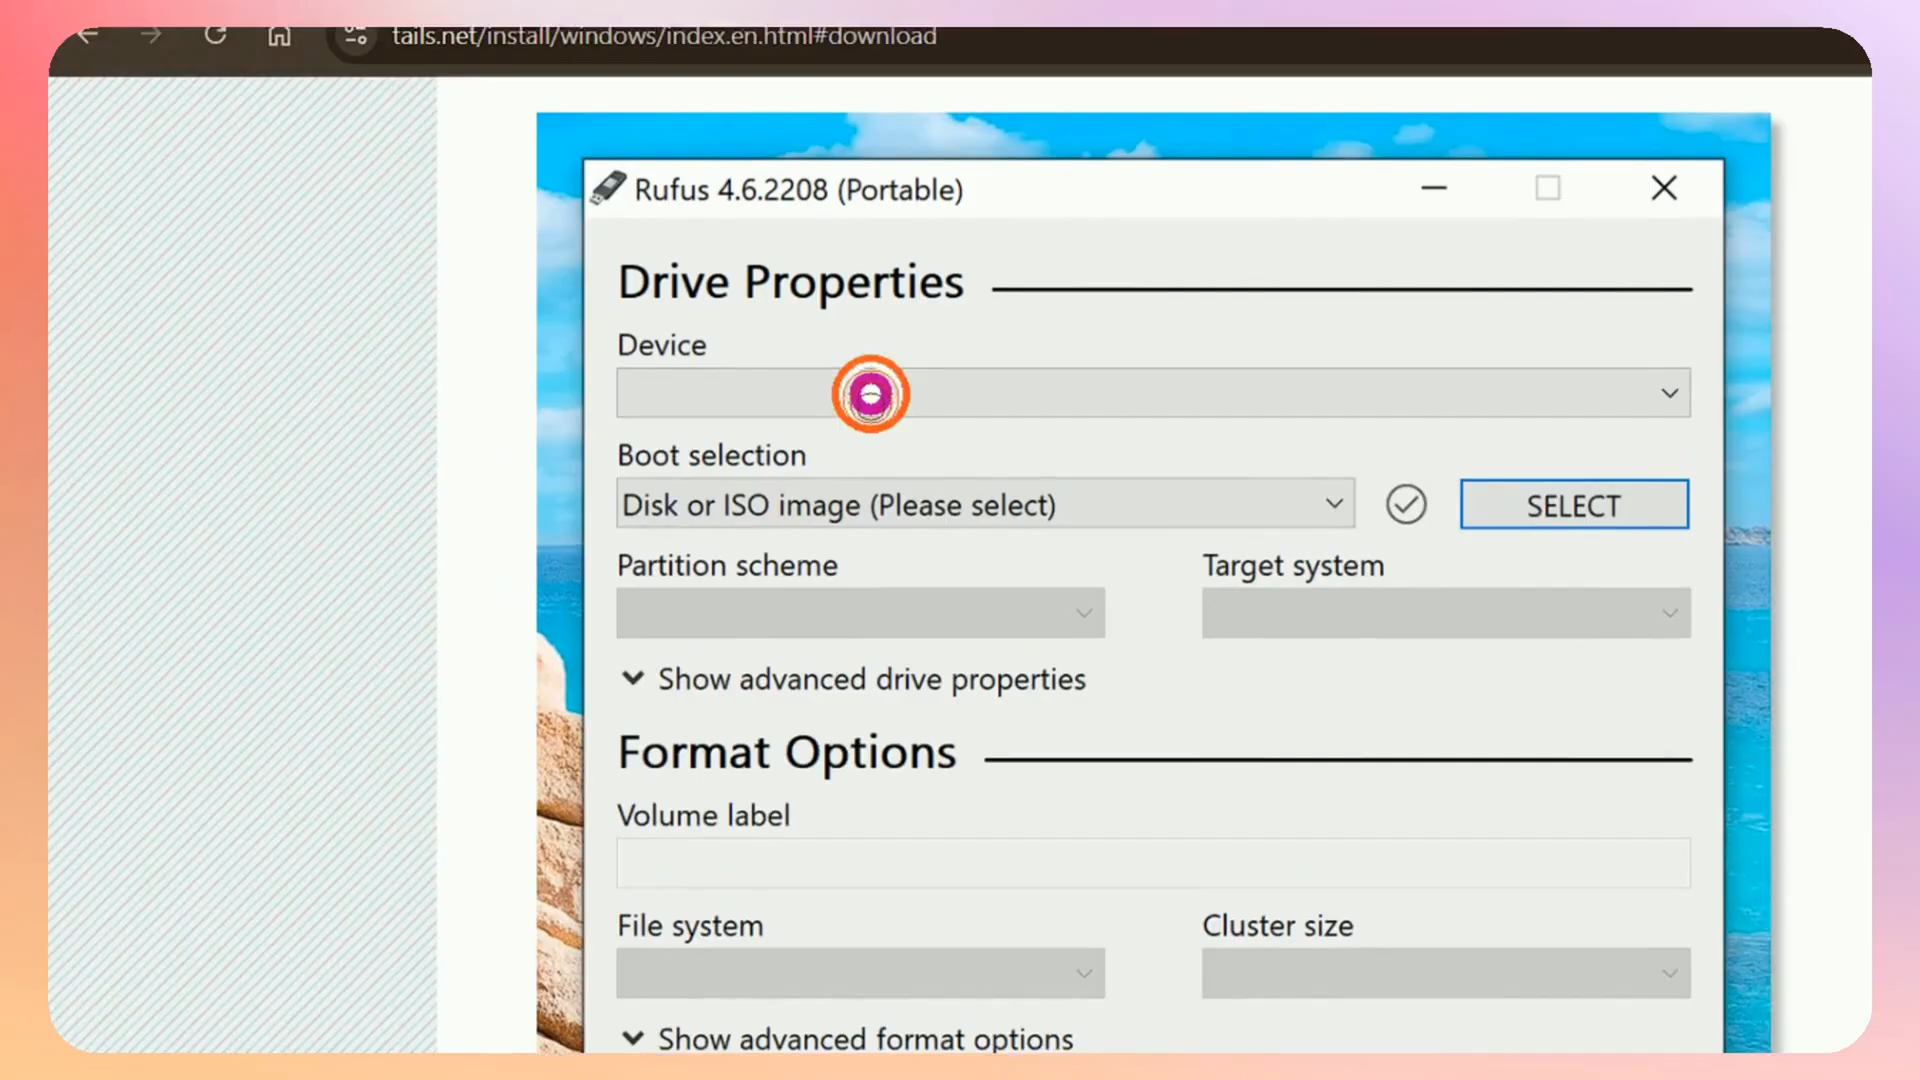 tails.net/install/windows/index.en.html#download
Rufus 4.6.2208 (Portable)
Drive Properties
Device
Boot selection
Disk or ISO image (Please select)
SELECT
Partition scheme
Target system
Show advanced drive properties
Format Options
Volume label
File system
Cluster size
Show advanced format options